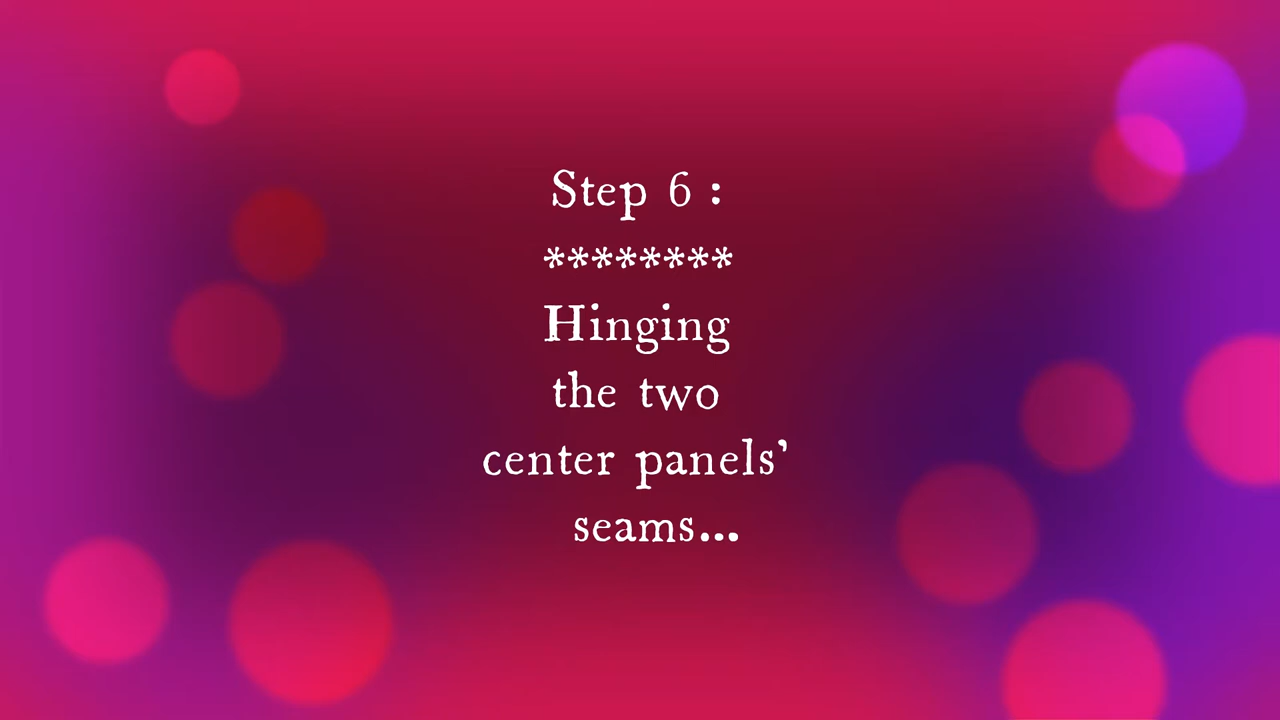 Step 6 :
********
Hinging
the two
center panels’
seams...